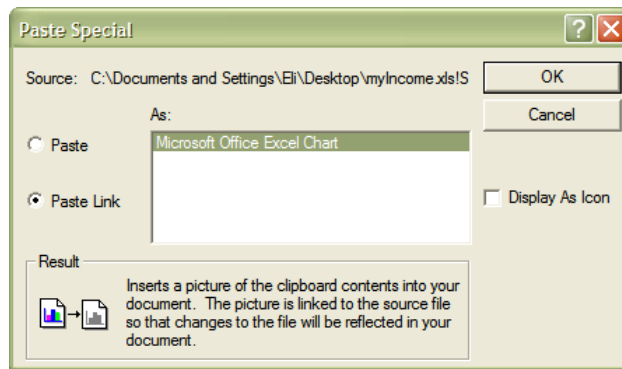 Paste Special
Source: C:\Documents and Settings\Eli\Desktop\myIncome.xls!S
OK
As:
Cancel
Paste
Microsoft Office Excel Chart
Paste Link
Display As Icon
Result
Inserts a picture of the clipboard contents into your
document. The picture is linked to the source file
so that changes to the file will be reflected in your
document.